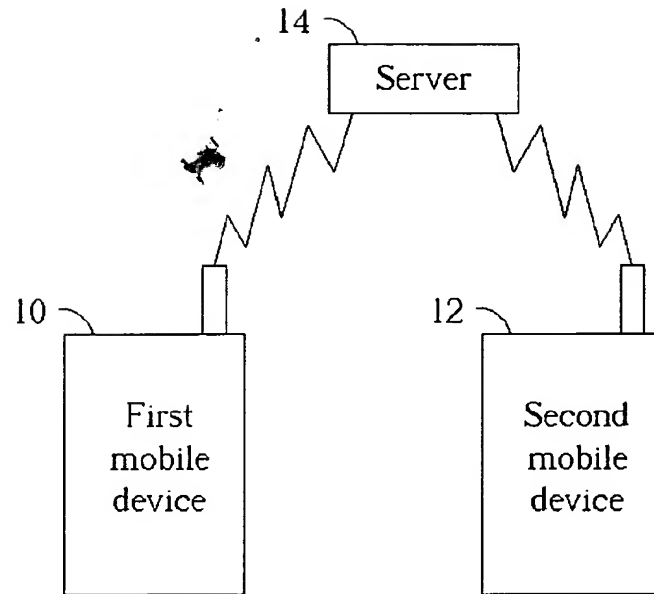 14
Server
10
12
First
mobile
device
Second
mobile
device